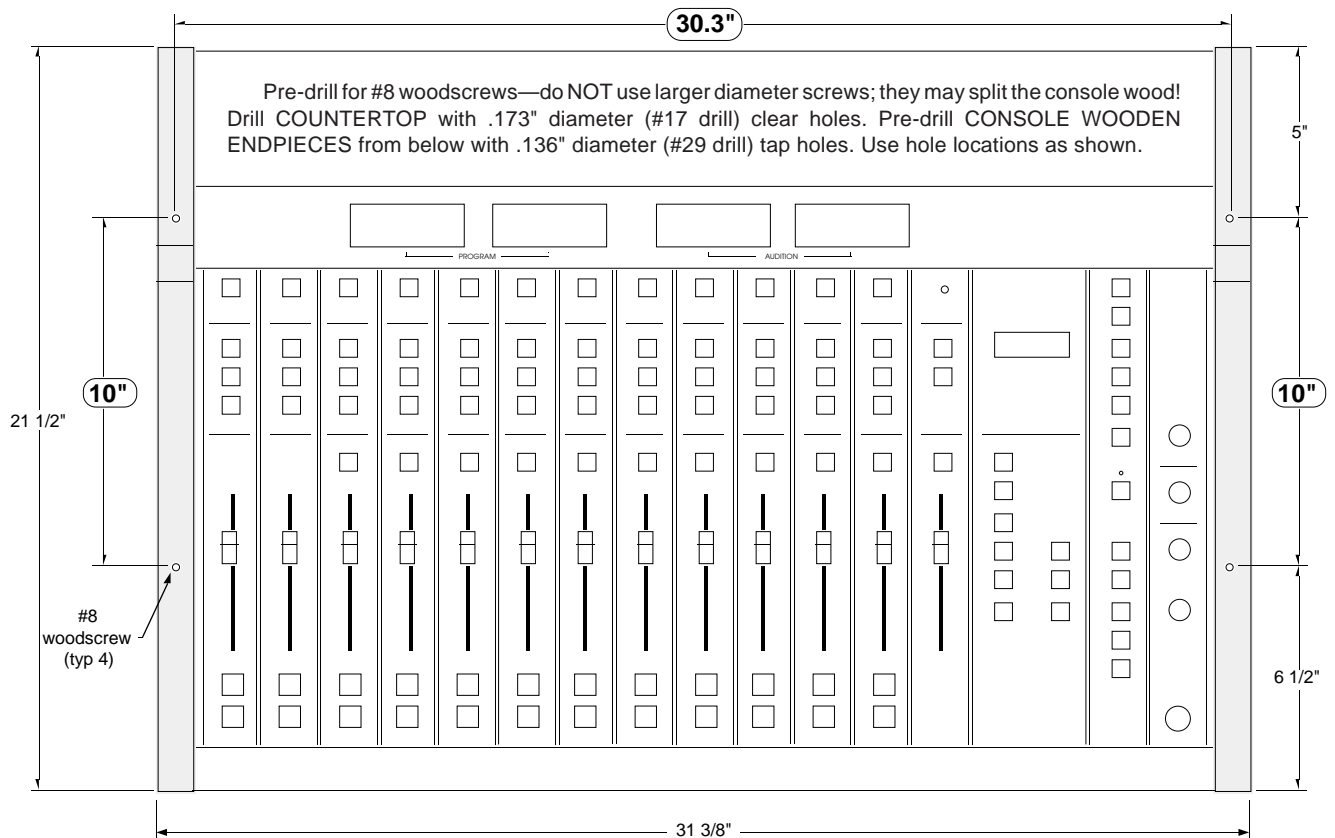 30.3"
Pre-drill for #8 woodscrews—do NOT use larger diameter screws; they may split the console wood!
Drill COUNTERTOP with .173" diameter (#17 drill) clear holes. Pre-drill CONSOLE WOODEN
ENDPIECES from below with .136" diameter (#29 drill) tap holes. Use hole locations as shown.
5"
PROGRAM
AUDITION
10"
10"
21 1/2"
#8
woodscrew
(typ 4)
6 1/2"
31 3/8"